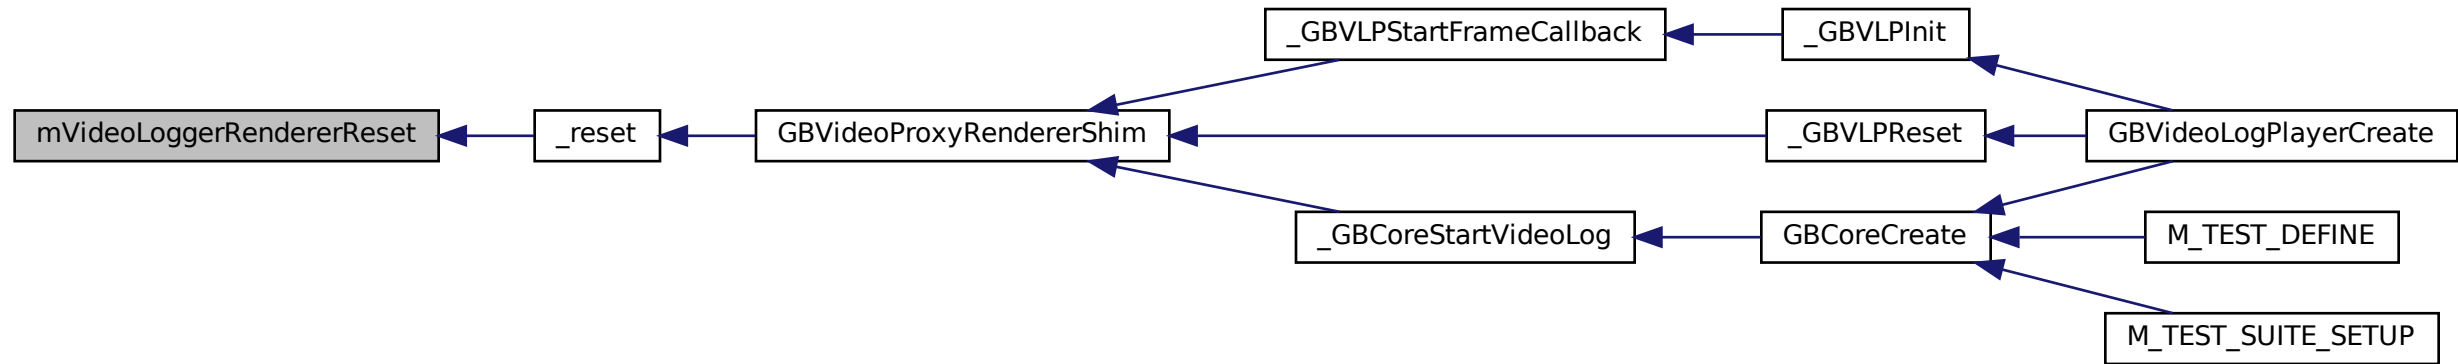 _GBVLPStartFrameCallback
_GBVLPInit
mVideoLoggerRendererReset
_reset
GBVideoProxyRendererShim
_GBVLPReset
GBVideoLogPlayerCreate
_GBCoreStartVideoLog
GBCoreCreate
M_TEST_DEFINE
M_TEST_SUITE_SETUP